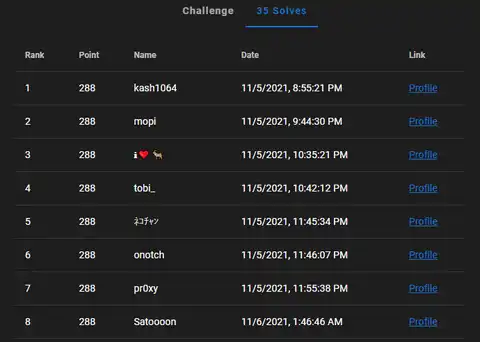 Challenge 35 Solves
Rank Point Name Date Link
1 288 kash1064 11/5/2021, 8:55:21 PM Profile
2 288 mopi 11/5/2021, 9:44:30 PM Profile
3 288 i❤️🐐 11/5/2021, 10:35:21 PM Profile
4 288 tobi_ 11/5/2021, 10:42:12 PM Profile
5 288 ﾈｺﾁｬﾝ 11/5/2021, 11:45:34 PM Profile
6 288 onotch 11/5/2021, 11:46:07 PM Profile
7 288 pr0xy 11/5/2021, 11:55:38 PM Profile
8 288 Satoooon 11/6/2021, 1:46:46 AM Profile